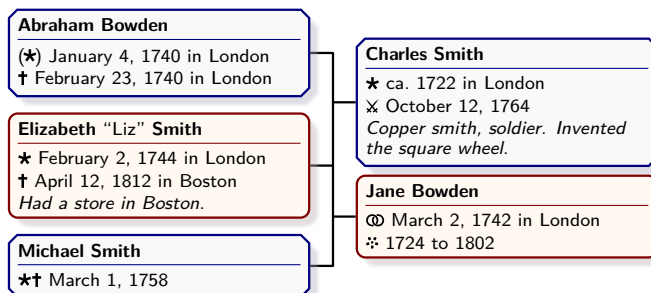 Abraham Bowden
(★) January 4, 1740 in London
† February 23, 1740 in London
Elizabeth “Liz” Smith
★ February 2, 1744 in London
† April 12, 1812 in Boston
Had a store in Boston.
Michael Smith
★† March 1, 1758
Charles Smith
★ ca. 1722 in London
⚔ October 12, 1764
Copper smith, soldier. Invented
the square wheel.
Jane Bowden
⚭ March 2, 1742 in London
1724 to 1802